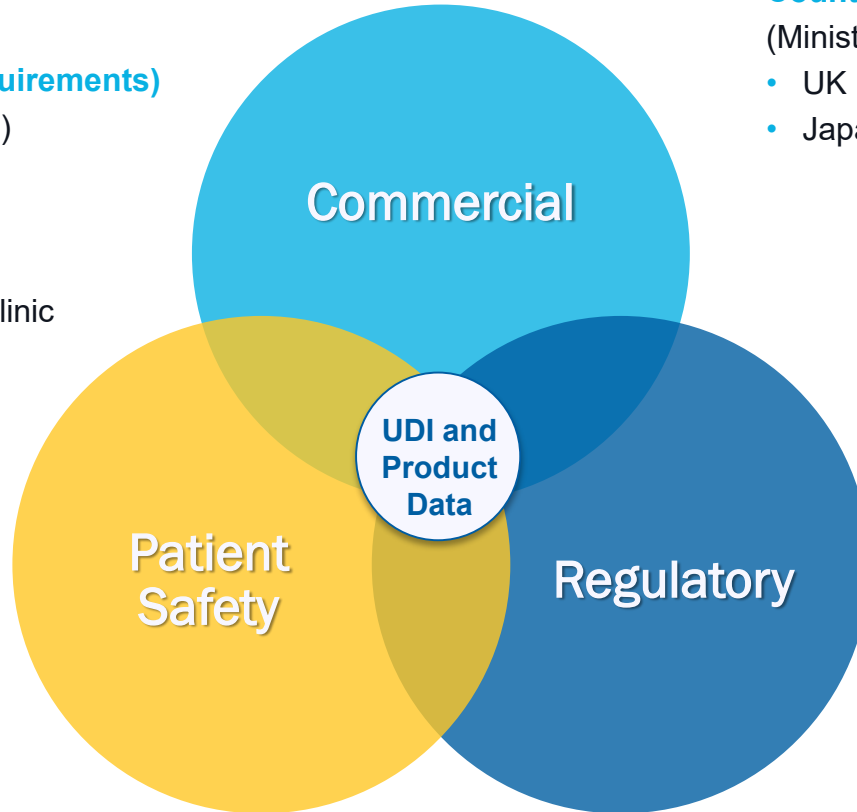 uirements)
)
linic
(Minist
• UK
• Japa
Commercial
UDI and
Product
Data
Patient
Safety
Regulatory